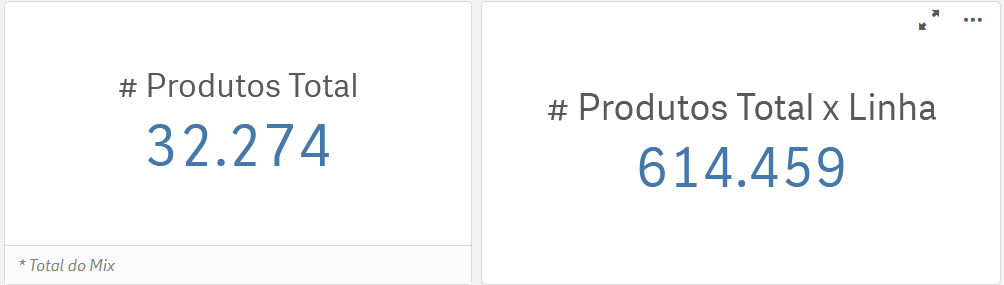 # Produtos Total
32.274
* Total do Mix
# Produtos Total x Linha
614.459